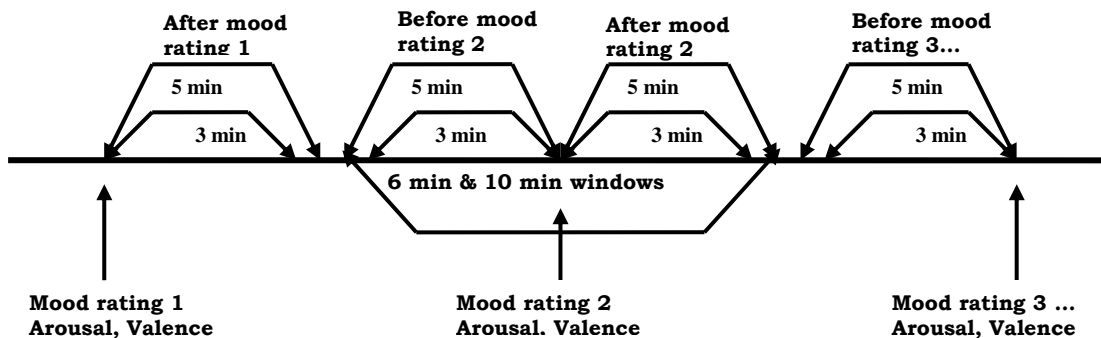 After mood
rating 1
Before mood
rating 2
After mood
rating 2
Before mood
rating 3...
5 min
5 min
5 min
5 min
3 min
3 min
3 min
3 min
6 min & 10 min windows
Mood rating 1
Arousal, Valence
Mood rating 2
Arousal. Valence
Mood rating 3 ...
Arousal, Valence